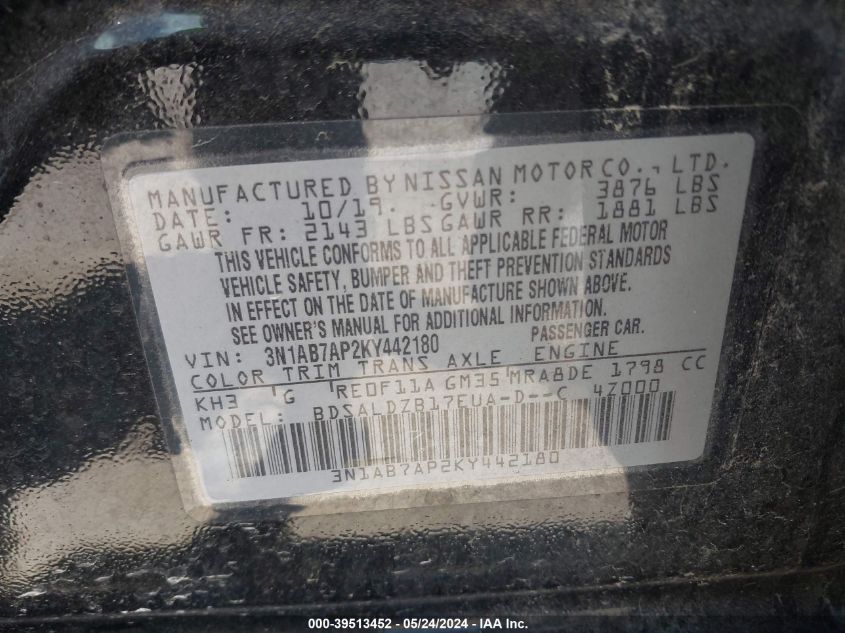 MANUFACTURED BY NISSAN MOTOR CO., LTD.
DATE: 10/19. GVWR: 3876 LBS
GAWR FR: 2143 LBS GAWR RR: 1881 LBS
THIS VEHICLE CONFORMS TO ALL APPLICABLE FEDERAL MOTOR
VEHICLE SAFETY, BUMPER AND THEFT PREVENTION STANDARDS
IN EFFECT ON THE DATE OF MANUFACTURE SHOWN ABOVE.
SEE OWNER'S MANUAL FOR ADDITIONAL INFORMATION.
VIN: 3N1AB7AP2KY442180 PASSENGER CAR.
COLOR TRIM TRANS AXLE ENGINE
KH3 G RE0F11A GM35 MRA8DE 1798 CC
MODEL: BDSALDZB17EUA-D--C 4Z000
3N1AB7AP2KY442180
000-39513452 - 05/24/2024 - IAA Inc.